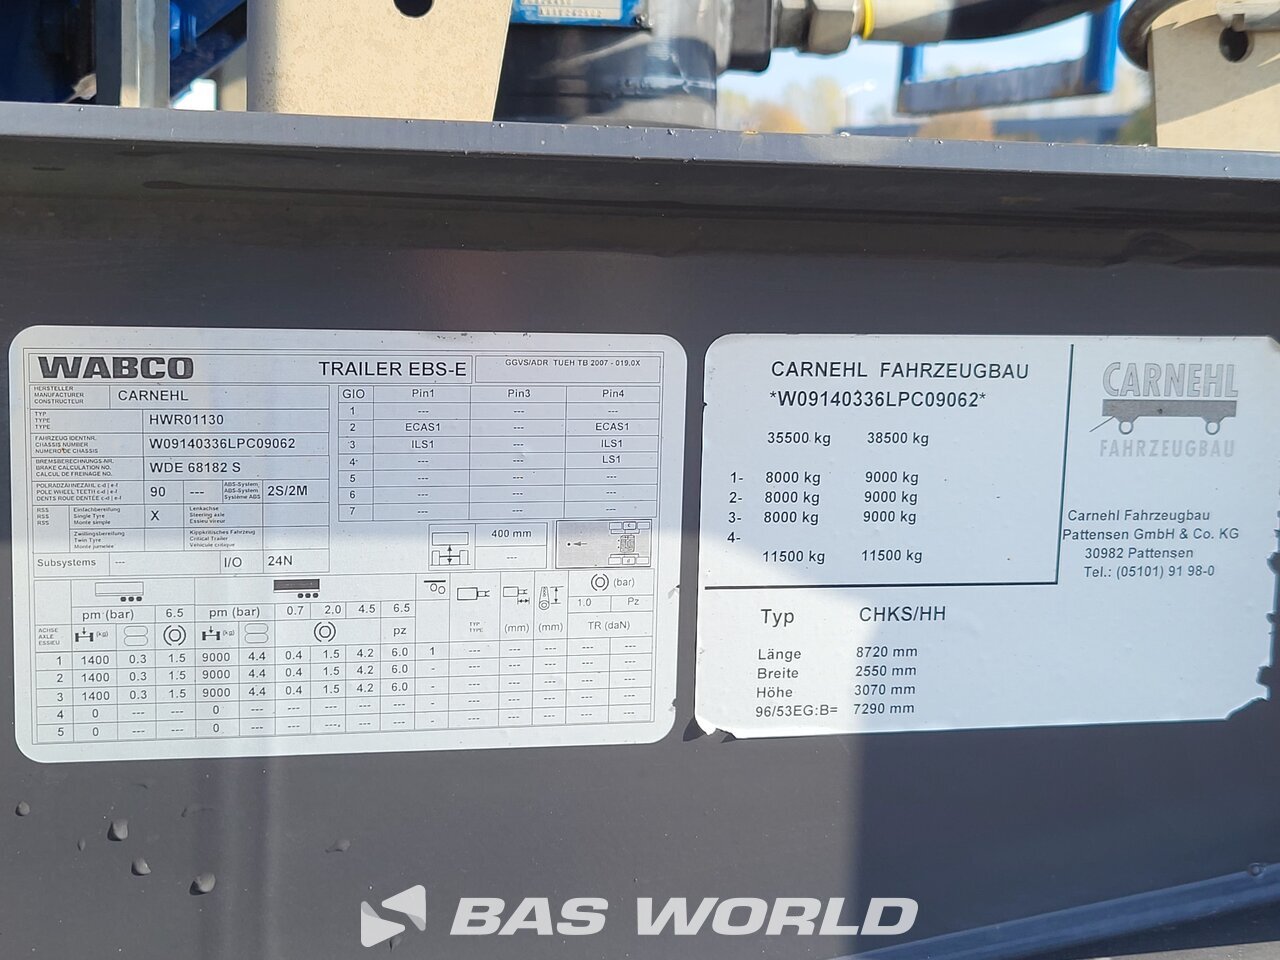 WABCO
TRAILER EBS-E
GGVS/ADR TUEH TB 2007 - 019.0X
HERSTELLER
MANUFACTURER
CONSTRUCTEUR
CARNEHL
TYP
TYPE
TYPE
HWR01130
FAHRZEUG IDENTNR.
CHASSIS NUMBER
NUMERO DE CHASSIS
W09140336LPC09062
BREMSBERECHNUNGS-NR.
BRAKE CALCULATION NO.
CALCUL DE FREINAGE NO.
WDE 68182 S
POLRADZAHNEZAHL c-d | e-f
POLE WHEEL TEETH c-d | e-f
DENTS ROUE DENTÉE c-d | e-f
90 ---
ABS-System
ABS-System
Système ABS
2S/2M
RSS
RSS
RSS
Einfachbereifung
Single Tyre
Monte simple
X
Lenkachse
Steering axle
Essieu vireur
Zwillingsbereifung
Twin Tyre
Monte jumelée
Kippkritisches Fahrzeug
Critical Trailer
Véhicule critique
Subsystems --- I/O 24N
GIO Pin1 Pin3 Pin4
1 --- --- ---
2 ECAS1 --- ECAS1
3 ILS1 --- ILS1
4 --- --- LS1
5 --- --- ---
6 --- --- ---
7 --- --- ---
400 mm
---
pm (bar) 6.5 pm (bar) 0.7 2.0 4.5 6.5
(bar)
1.0 Pz
ACHSE
AXLE
ESSIEU
(kg) (kg) pz
TYP
TYPE
(mm) (mm) TR (daN)
1 1400 0.3 1.5 9000 4.4 0.4 1.5 4.2 6.0 1 --- --- --- --- ---
2 1400 0.3 1.5 9000 4.4 0.4 1.5 4.2 6.0 - --- --- --- --- ---
3 1400 0.3 1.5 9000 4.4 0.4 1.5 4.2 6.0 - --- --- --- --- ---
4 0 --- --- 0 --- --- --- --- --- - --- --- --- --- ---
5 0 --- --- 0 --- --- --- --- --- - --- --- --- --- ---
CARNEHL FAHRZEUGBAU
*W09140336LPC09062*
35500 kg 38500 kg
1- 8000 kg 9000 kg
2- 8000 kg 9000 kg
3- 8000 kg 9000 kg
4-
11500 kg 11500 kg
Typ CHKS/HH
Länge 8720 mm
Breite 2550 mm
Höhe 3070 mm
96/53EG:B= 7290 mm
CARNEHL
FAHRZEUGBAU
Carnehl Fahrzeugbau
Pattensen GmbH & Co. KG
30982 Pattensen
Tel.: (05101) 91 98-0
BAS WORLD